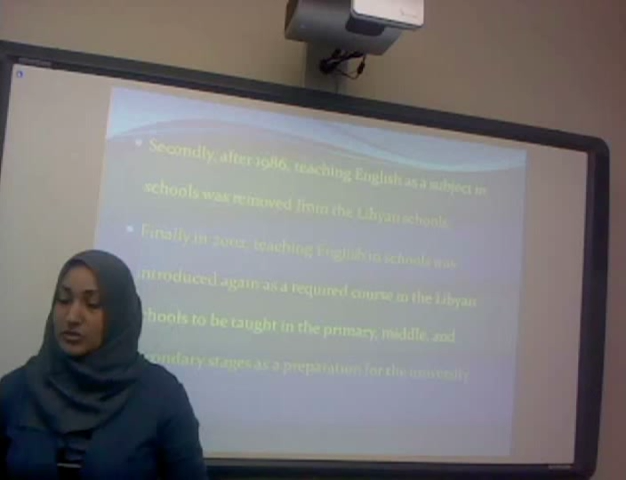 Secondly, after 1986, teaching English as a subject in
schools was removed from the Libyan schools.
Finally, in 2002, teaching English in schools was
introduced again as a required course in the Libyan
schools to be taught in the primary, middle, and
secondary stages as a preparation for the university